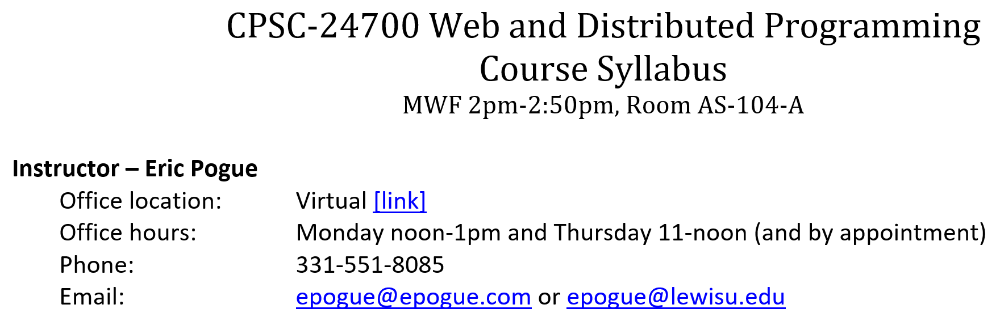 CPSC-24700 Web and Distributed Programming
Course Syllabus
MWF 2pm-2:50pm, Room AS-104-A
Instructor – Eric Pogue
Office location: Virtual [link]
Office hours: Monday noon-1pm and Thursday 11-noon (and by appointment)
Phone: 331-551-8085
Email: epogue@epogue.com or epogue@lewisu.edu